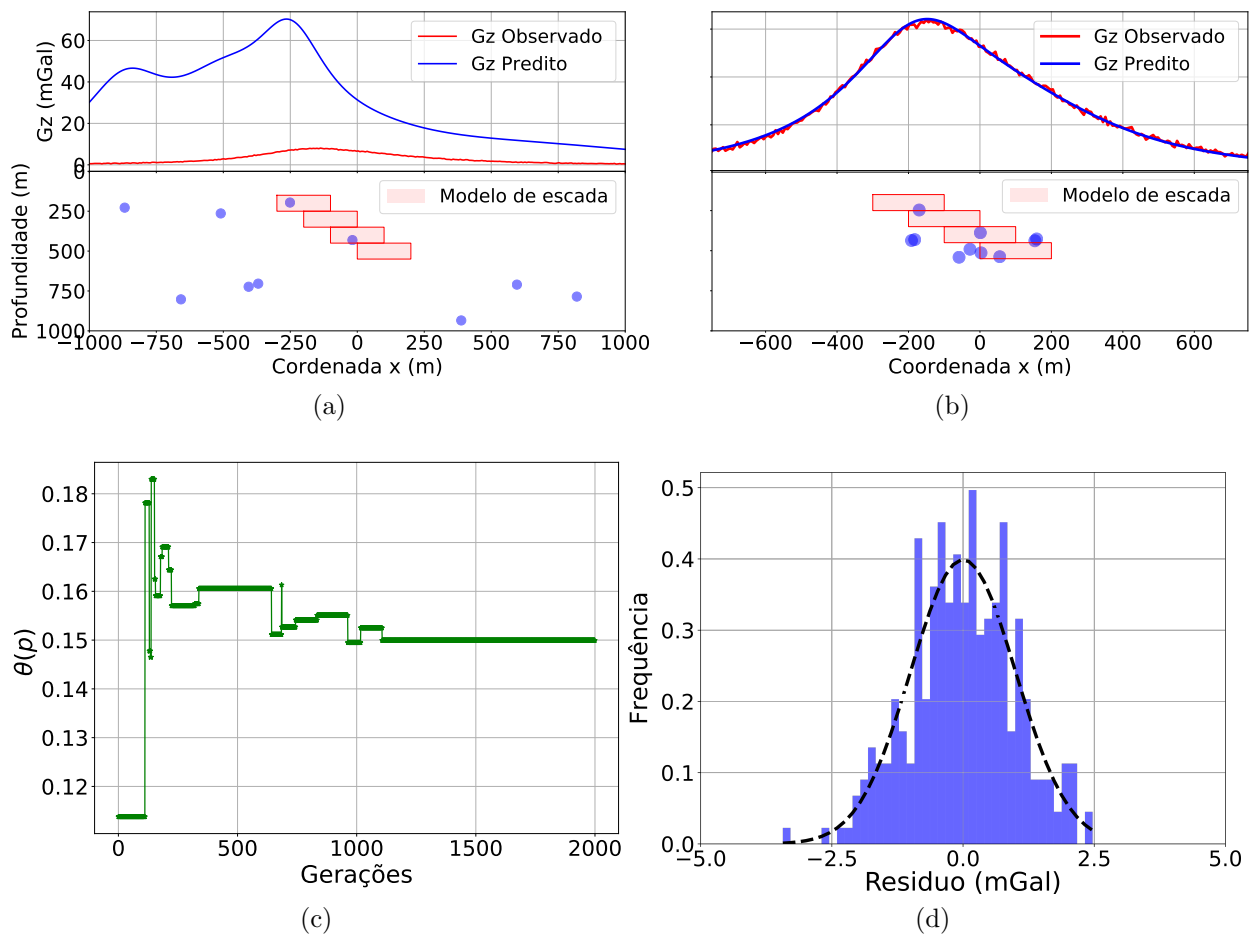 Gz (mGal)
60
40
20
0
Gz Observado
Gz Predito
Profundidade (m)
0
250
500
750
1000
Modelo de escada
−1000 −750 −500 −250 0 250 500 750 1000
Cordenada x (m)
(a)
Gz Observado
Gz Predito
Modelo de escada
−600 −400 −200 0 200 400 600
Coordenada x (m)
(b)
θ(p)
0.18
0.17
0.16
0.15
0.14
0.13
0.12
0 500 1000 1500 2000
Gerações
(c)
Frequência
0.5
0.4
0.3
0.2
0.1
0.0
−5.0 −2.5 0.0 2.5 5.0
Residuo (mGal)
(d)